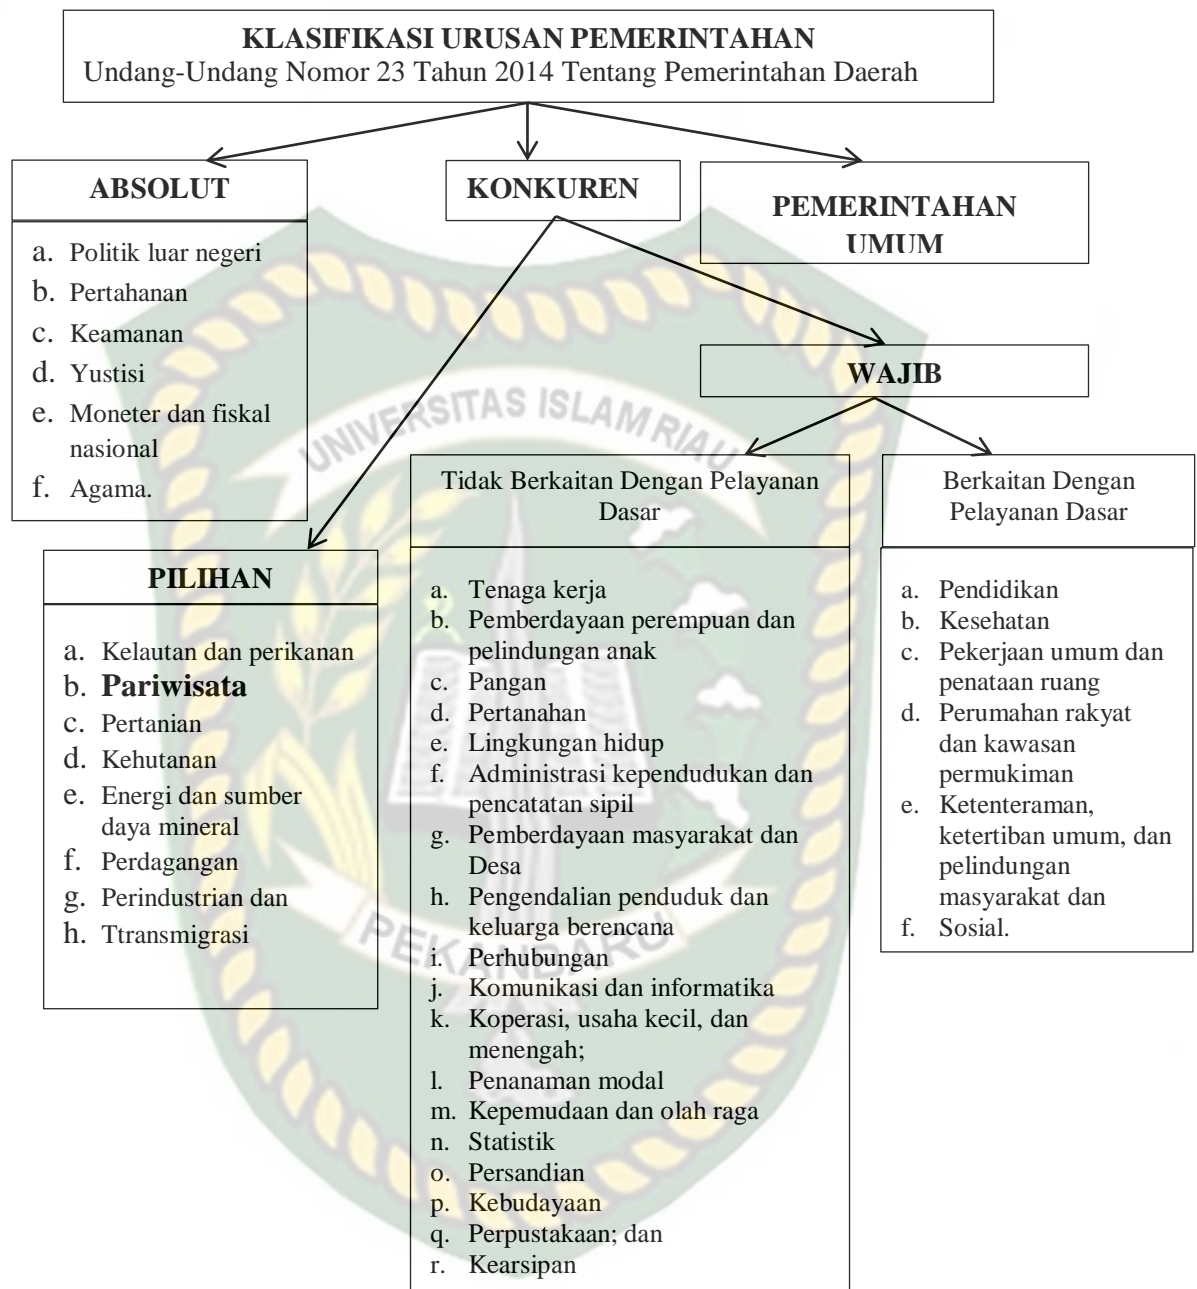 KLASIFIKASI URUSAN PEMERINTAHAN
Undang-Undang Nomor 23 Tahun 2014 Tentang Pemerintahan Daerah
ABSOLUT
a. Politik luar negeri
b. Pertahanan
c. Keamanan
d. Yustisi
e. Moneter dan fiskal
nasional
f. Agama.
KONKUREN
PEMERINTAHAN
UMUM
WAJIB
PILIHAN
a. Kelautan dan perikanan
b. Pariwisata
c. Pertanian
d. Kehutanan
e. Energi dan sumber
daya mineral
f. Perdagangan
g. Perindustrian dan
h. Ttransmigrasi
Tidak Berkaitan Dengan Pelayanan
Dasar
a. Tenaga kerja
b. Pemberdayaan perempuan dan
pelindungan anak
c. Pangan
d. Pertanahan
e. Lingkungan hidup
f. Administrasi kependudukan dan
pencatatan sipil
g. Pemberdayaan masyarakat dan
Desa
h. Pengendalian penduduk dan
keluarga berencana
i. Perhubungan
j. Komunikasi dan informatika
k. Koperasi, usaha kecil, dan
menengah;
l. Penanaman modal
m. Kepemudaan dan olah raga
n. Statistik
o. Persandian
p. Kebudayaan
q. Perpustakaan; dan
r. Kearsipan
Berkaitan Dengan
Pelayanan Dasar
a. Pendidikan
b. Kesehatan
c. Pekerjaan umum dan
penataan ruang
d. Perumahan rakyat
dan kawasan
permukiman
e. Ketenteraman,
ketertiban umum, dan
pelindungan
masyarakat dan
f. Sosial.
UNIVERSITAS ISLAM RIAU
PEKANBARU